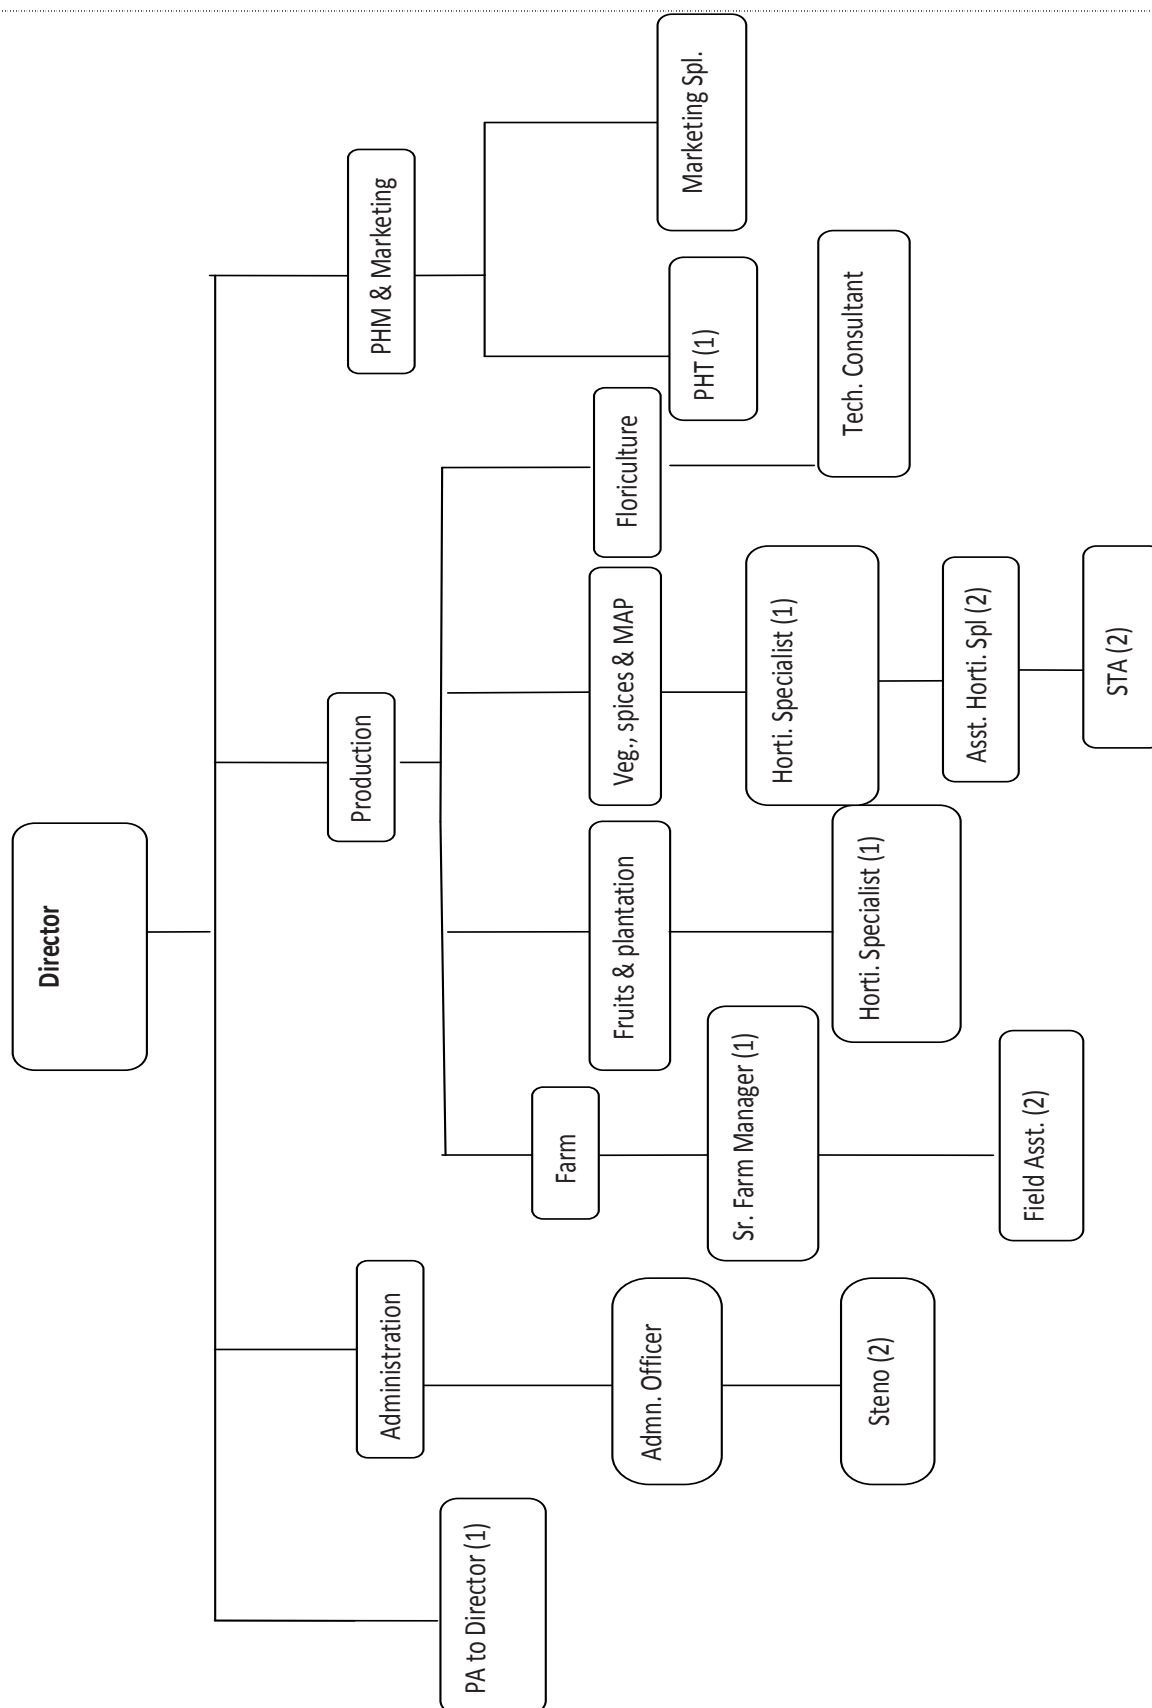 Director
PA to Director (1)
Administration
Production
PHM & Marketing
Admn. Officer
Steno (2)
Farm
Fruits & plantation
Veg., spices & MAP
Floriculture
Sr. Farm Manager (1)
Field Asst. (2)
Horti. Specialist (1)
Horti. Specialist (1)
Asst. Horti. Spl (2)
STA (2)
Tech. Consultant
PHT (1)
Marketing Spl.